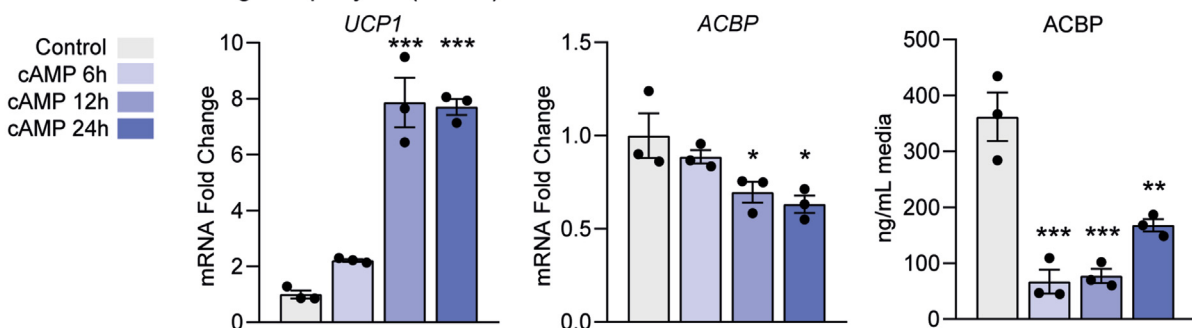 Control
cAMP 6h
cAMP 12h
cAMP 24h
UCP1
mRNA Fold Change
10
8
6
4
2
0
***
***
ACBP
mRNA Fold Change
1.5
1.0
0.5
0.0
*
*
ACBP
ng/mL media
500
400
300
200
100
0
***
***
**